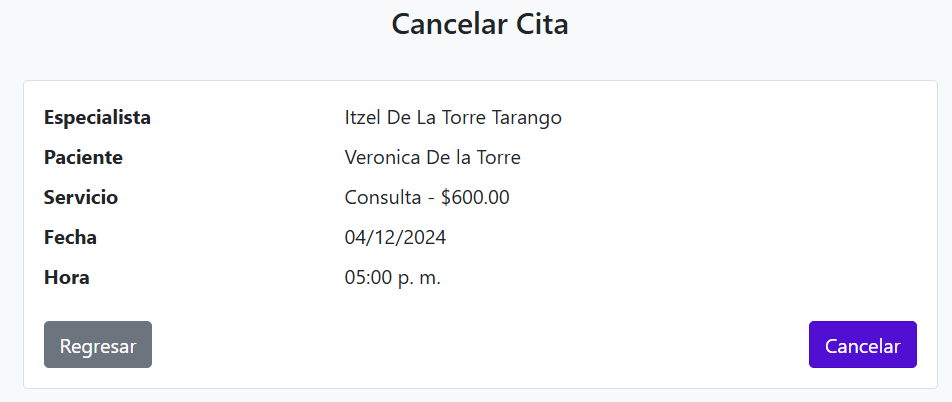 Cancelar Cita
Especialista Itzel De La Torre Tarango
Paciente Veronica De la Torre
Servicio Consulta - $600.00
Fecha 04/12/2024
Hora 05:00 p. m.
Regresar Cancelar